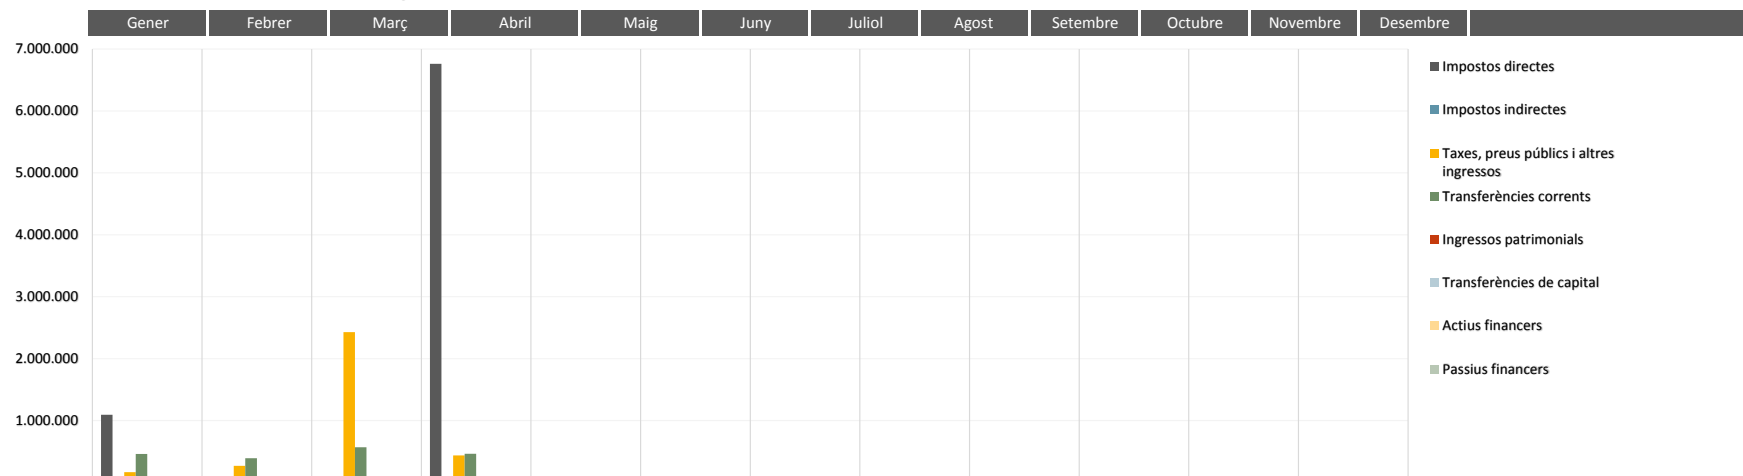 Gener Febrer Març Abril Maig Juny Juliol Agost Setembre Octubre Novembre Desembre
7.000.000
6.000.000
5.000.000
4.000.000
3.000.000
2.000.000
1.000.000
Impostos directes
Impostos indirectes
Taxes, preus públics i altres
ingressos
Transferències corrents
Ingressos patrimonials
Transferències de capital
Actius financers
Passius financers